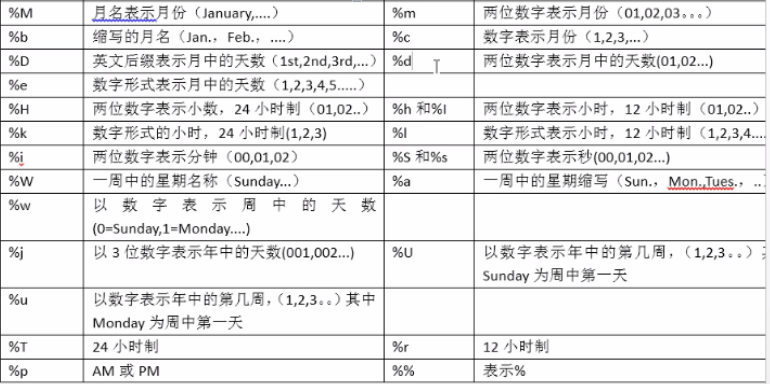 %M 月名表示月份（January,....） %m 两位数字表示月份（01,02,03。。。）
%b 缩写的月名（Jan.，Feb.，....） %c 数字表示月份（1,2,3,...）
%D 英文后缀表示月中的天数（1st,2nd,3rd,...） %d 两位数字表示月中的天数(01,02...)
%e 数字形式表示月中的天数（1,2,3,4,5.....）
%H 两位数字表示小数，24 小时制（01,02..） %h 和%I 两位数字表示小时，12 小时制（01,02..）
%k 数字形式的小时，24 小时制(1,2,3) %l 数字形式表示小时，12 小时制（1,2,3,4....
%i 两位数字表示分钟（00,01,02） %S 和%s 两位数字表示秒(00,01,02...)
%W 一周中的星期名称（Sunday...） %a 一周中的星期缩写（Sun.，Mon.,Tues.，..
%w 以数字表示周中的天数
(0=Sunday,1=Monday....)
%j 以 3 位数字表示年中的天数(001,002...) %U 以数字表示年中的第几周，（1,2,3。。）其
Sunday 为周中第一天
%u 以数字表示年中的第几周，（1,2,3。。）其中
Monday 为周中第一天
%T 24 小时制 %r 12 小时制
%p AM 或 PM %% 表示%